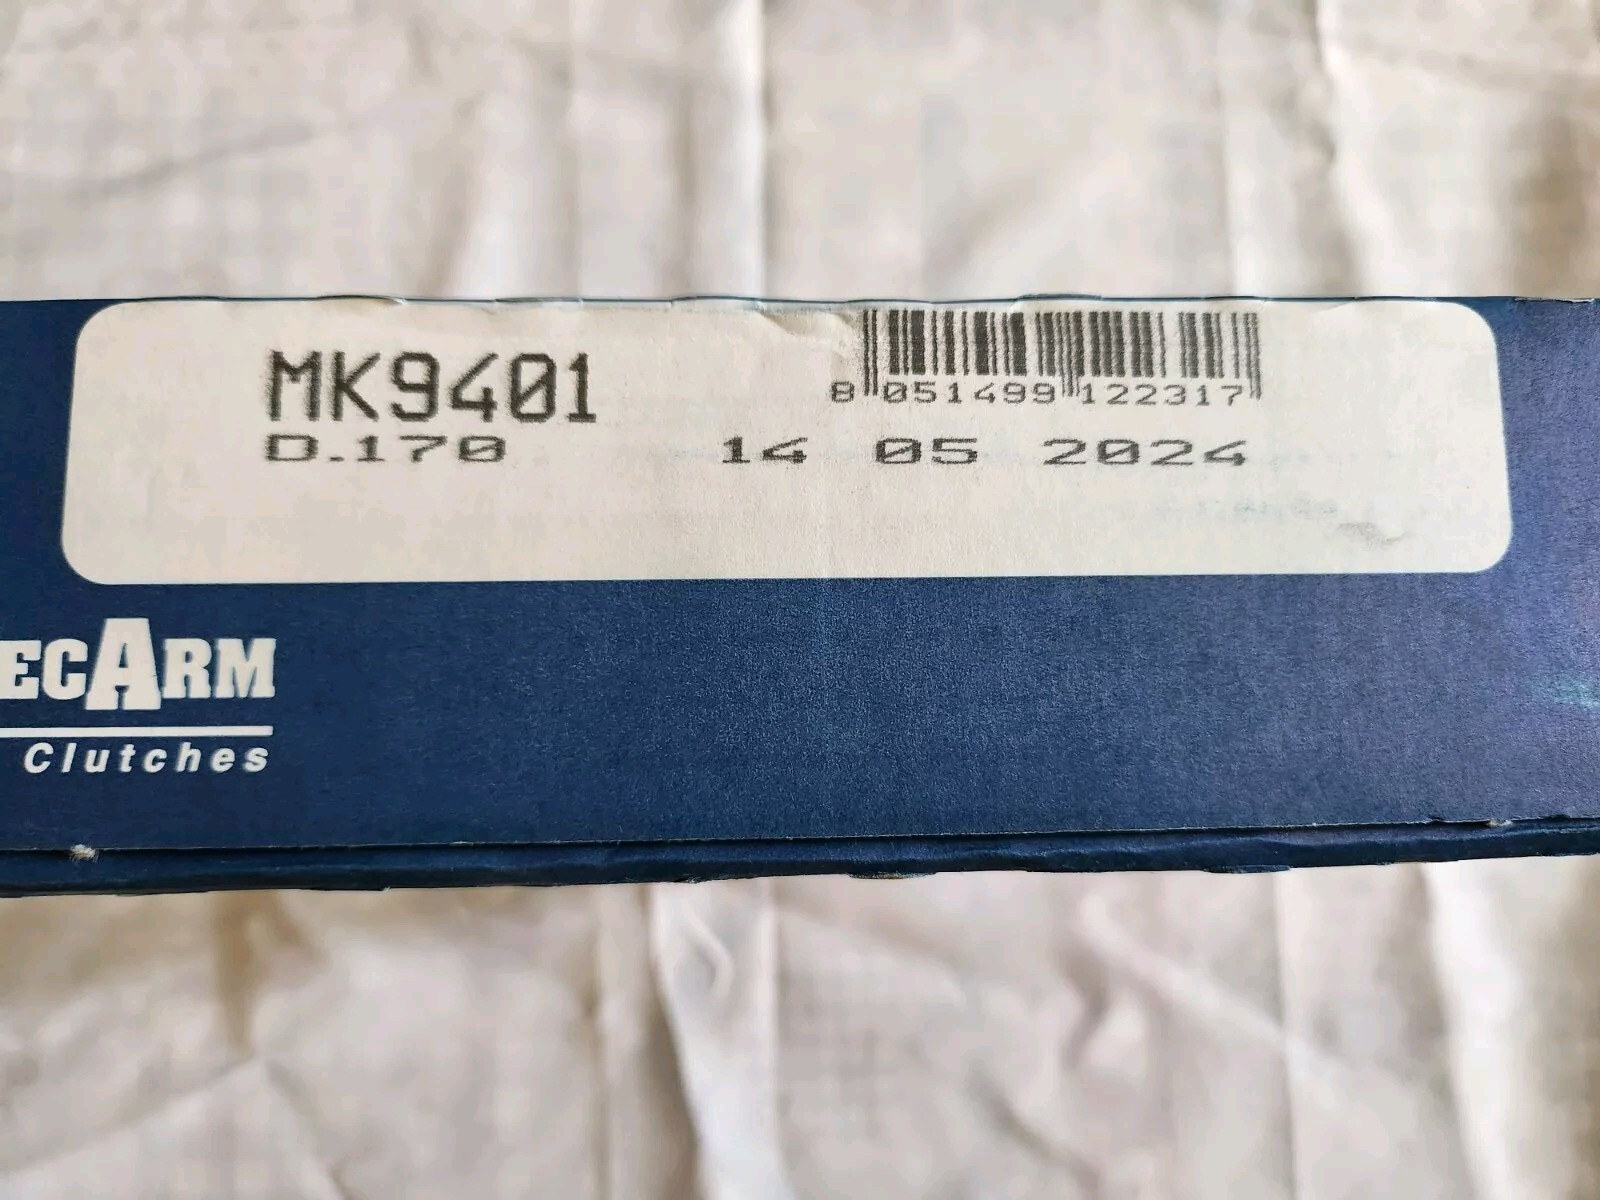 MK9401
8 051499 122317
D.170 14 05 2024
ECARM
Clutches